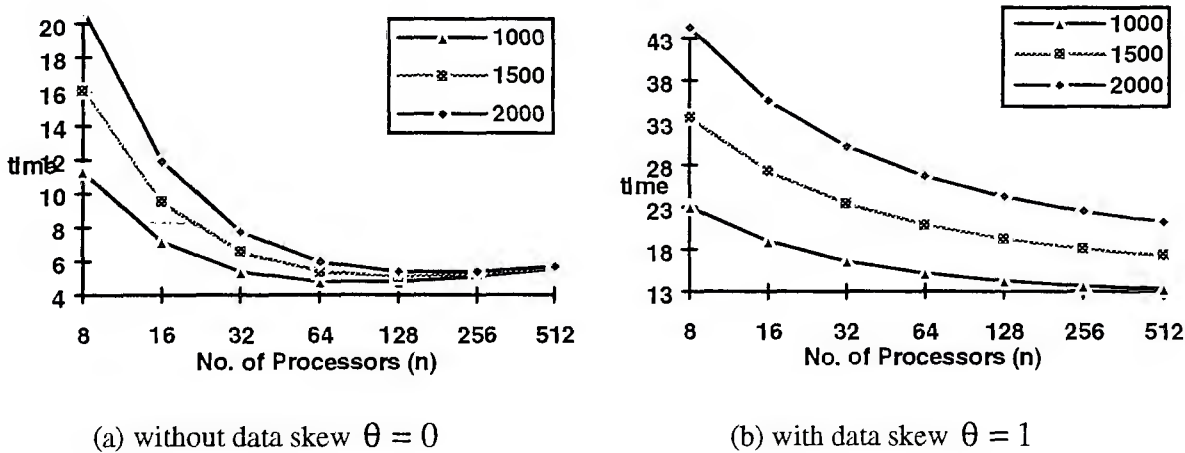 20
18
16
14
12
10
8
6
4
time
8 16 32 64 128 256 512
No. of Processors (n)
1000
1500
2000
(a) without data skew θ = 0
43
38
33
28
23
18
13
time
8 16 32 64 128 256 512
No. of Processors (n)
1000
1500
2000
(b) with data skew θ = 1